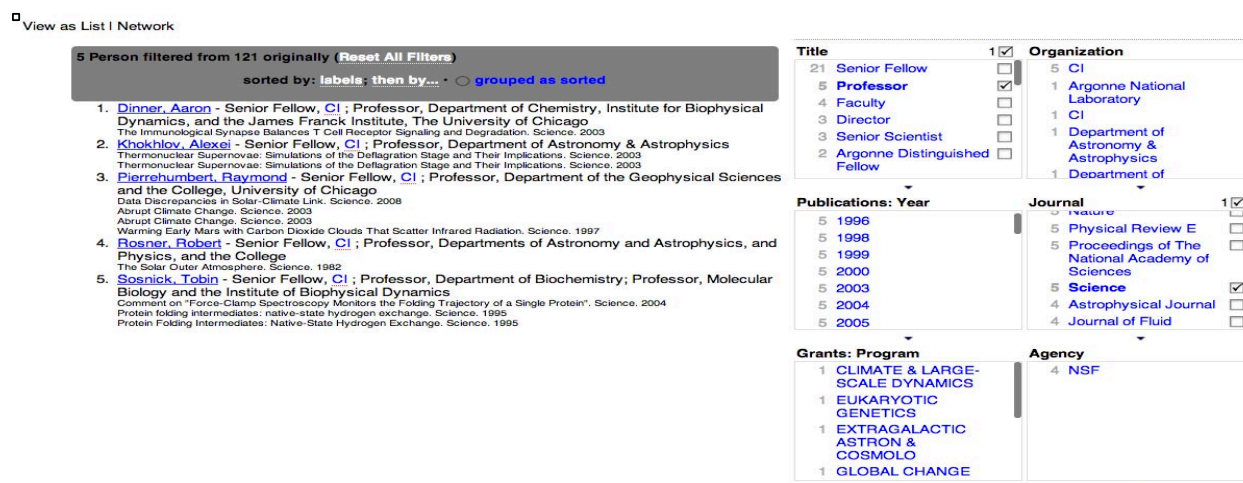 View as List | Network
5 Person filtered from 121 originally (Reset All Filters)
sorted by: labels; then by... • grouped as sorted
1. Dinner, Aaron - Senior Fellow, CI ; Professor, Department of Chemistry, Institute for Biophysical
Dynamics, and the James Franck Institute, The University of Chicago
The Immunological Synapse Balances T Cell Receptor Signaling and Degradation. Science. 2003
2. Khokhlov, Alexei - Senior Fellow, CI ; Professor, Department of Astronomy & Astrophysics
Thermonuclear Supernovae: Simulations of the Deflagration Stage and Their Implications. Science. 2003
Thermonuclear Supernovae: Simulations of the Deflagration Stage and Their Implications. Science. 2003
3. Pierrehumbert, Raymond - Senior Fellow, CI ; Professor, Department of the Geophysical Sciences
and the College, University of Chicago
Data Discrepancies in Solar-Climate Link. Science. 2008
Abrupt Climate Change. Science. 2003
Abrupt Climate Change. Science. 2003
Warming Early Mars with Carbon Dioxide Clouds That Scatter Infrared Radiation. Science. 1997
4. Rosner, Robert - Senior Fellow, CI ; Professor, Departments of Astronomy and Astrophysics, and
Physics, and the College
The Solar Outer Atmosphere. Science. 1982
5. Sosnick, Tobin - Senior Fellow, CI ; Professor, Department of Biochemistry; Professor, Molecular
Biology and the Institute of Biophysical Dynamics
Comment on "Force-Clamp Spectroscopy Monitors the Folding Trajectory of a Single Protein". Science. 2004
Protein folding intermediates: native-state hydrogen exchange. Science. 1995
Protein Folding Intermediates: Native-State Hydrogen Exchange. Science. 1995
Title 1
21 Senior Fellow
5 Professor
4 Faculty
3 Director
3 Senior Scientist
2 Argonne Distinguished
Fellow
Organization
5 CI
1 Argonne National
Laboratory
1 CI
1 Department of
Astronomy &
Astrophysics
1 Department of
Publications: Year
5 1996
5 1998
5 1999
5 2000
5 2003
5 2004
5 2005
Journal 1
5 Nature
5 Physical Review E
5 Proceedings of The
National Academy of
Sciences
5 Science
4 Astrophysical Journal
4 Journal of Fluid
Grants: Program
1 CLIMATE & LARGE-
SCALE DYNAMICS
1 EUKARYOTIC
GENETICS
1 EXTRAGALACTIC
ASTRON &
COSMOLO
1 GLOBAL CHANGE
Agency
4 NSF